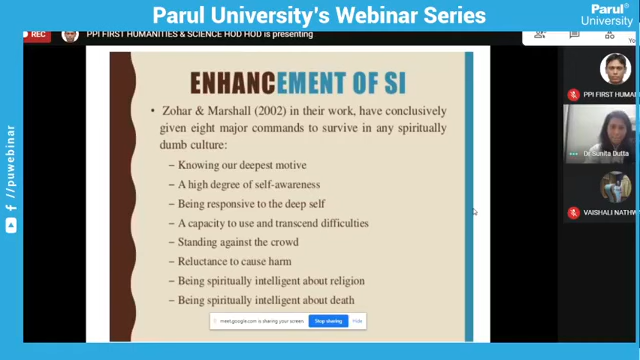 Parul University's Webinar Series
Parul®
University
REC
PPI FIRST HUMANITIES & SCIENCE HOD HOD is presenting
Yo
/puwebinar
ENHANCEMENT OF SI
• Zohar & Marshall (2002) in their work, have conclusively
given eight major commands to survive in any spiritually
dumb culture:
– Knowing our deepest motive
– A high degree of self-awareness
– Being responsive to the deep self
– A capacity to use and transcend difficulties
– Standing against the crowd
– Reluctance to cause harm
– Being spiritually intelligent about religion
– Being spiritually intelligent about death
meet.google.com is sharing your screen.
Stop sharing
Hide
PPI FIRST HUMAN
Dr Sunita Dutta
VAISHALI NATHW